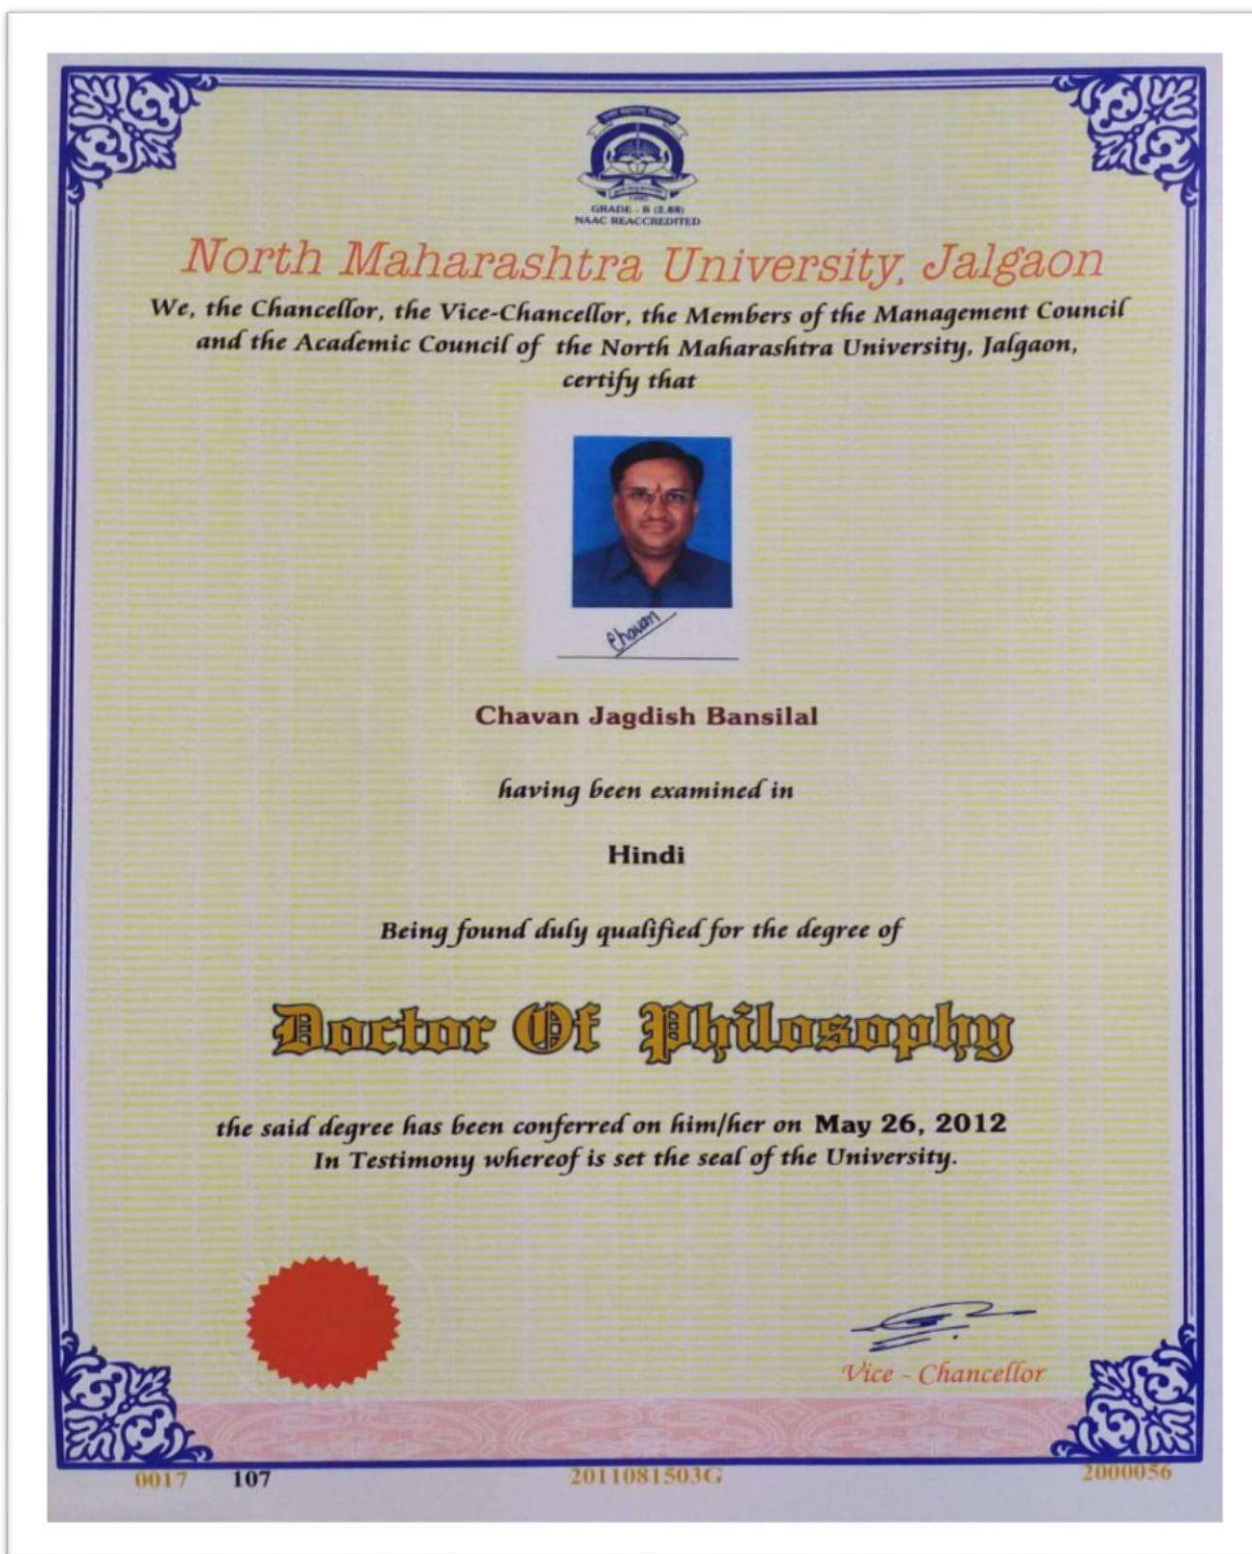 GRADE - B (2.88)
NAAC REACCREDITED
North Maharashtra University, Jalgaon
We, the Chancellor, the Vice-Chancellor, the Members of the Management Council
and the Academic Council of the North Maharashtra University, Jalgaon,
certify that
Chavan
Chavan Jagdish Bansilal
having been examined in
Hindi
Being found duly qualified for the degree of
Doctor Of Philosophy
the said degree has been conferred on him/her on May 26, 2012
In Testimony whereof is set the seal of the University.
Vice - Chancellor
0017 107 2011081503G 2000056